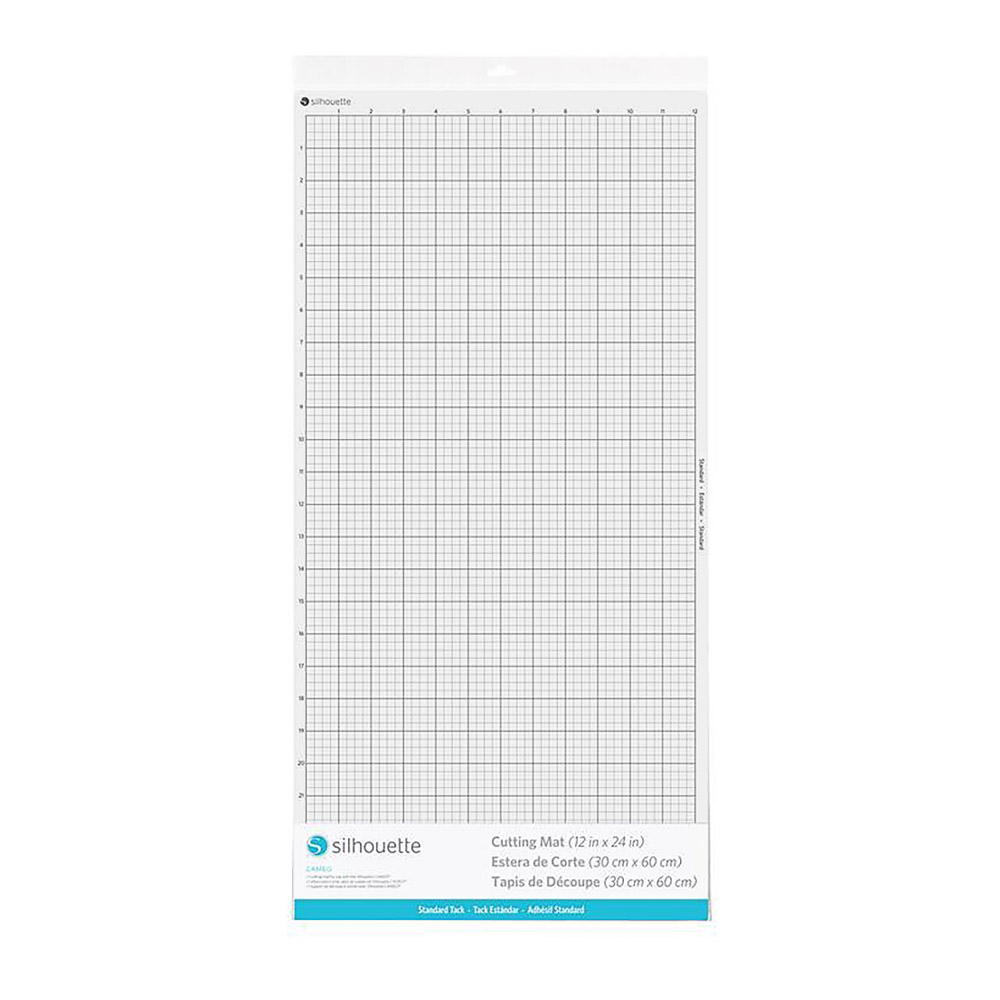 silhouette
1 2 3 4 5 6 7 8 9 10 11 12
1
2
3
4
5
6
7
8
9
10
11
12
13
14
15
16
17
18
19
20
21
Standard • Estándar • Standard
silhouette
CAMEO
Cutting Mat (12 in x 24 in)
Estera de Corte (30 cm x 60 cm)
Tapis de Découpe (30 cm x 60 cm)
Standard Tack - Tack Estándar - Adhésif Standard